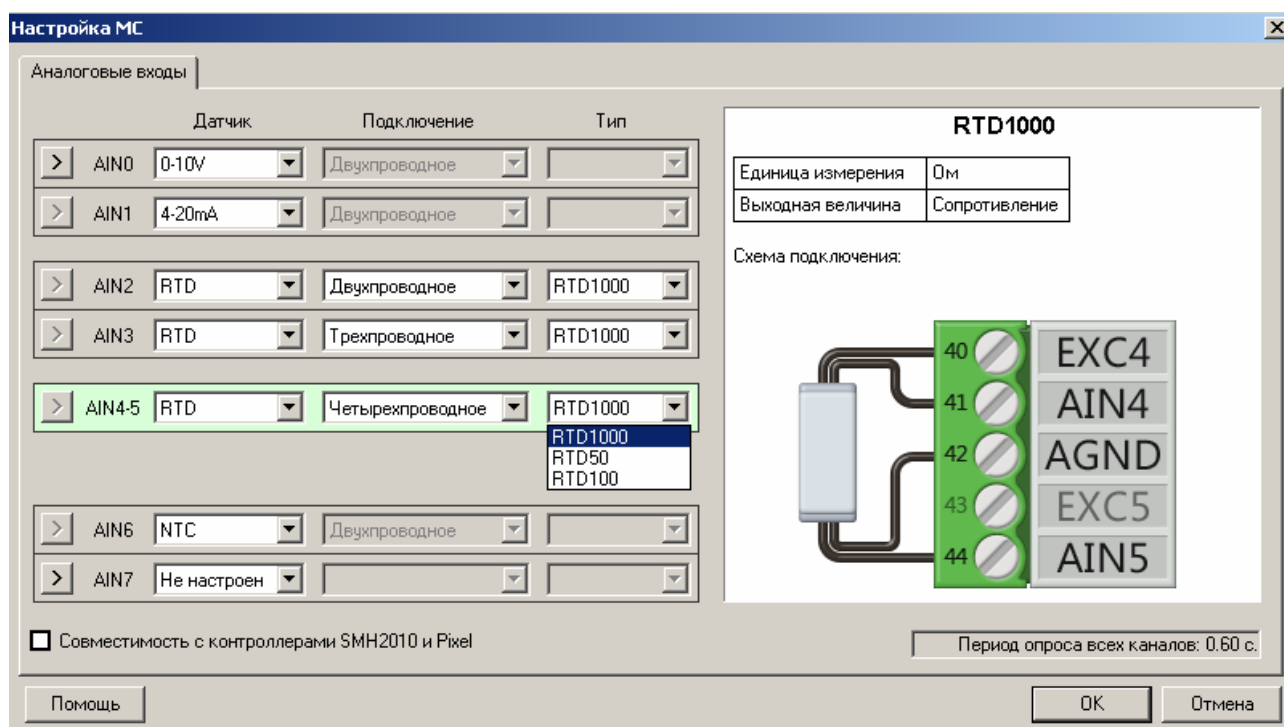 Настройка МС
Аналоговые входы
Датчик Подключение Тип
> AIN0 0-10V Двухпроводное
> AIN1 4-20mA Двухпроводное
> AIN2 RTD Двухпроводное RTD1000
> AIN3 RTD Трехпроводное RTD1000
> AIN4-5 RTD Четырехпроводное RTD1000
RTD1000
RTD50
RTD100
> AIN6 NTC Двухпроводное
> AIN7 Не настроен
RTD1000
Единица измерения Ом
Выходная величина Сопротивление
Схема подключения:
40 EXC4
41 AIN4
42 AGND
43 EXC5
44 AIN5
Совместимость с контроллерами SMH2010 и Pixel
Период опроса всех каналов: 0.60 с.
Помощь OK Отмена